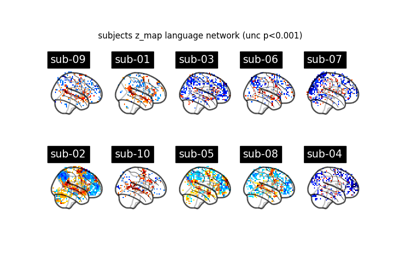 subjects z_map language network (unc p<0.001)
sub-09 sub-01 sub-03 sub-06 sub-07
sub-02 sub-10 sub-05 sub-08 sub-04